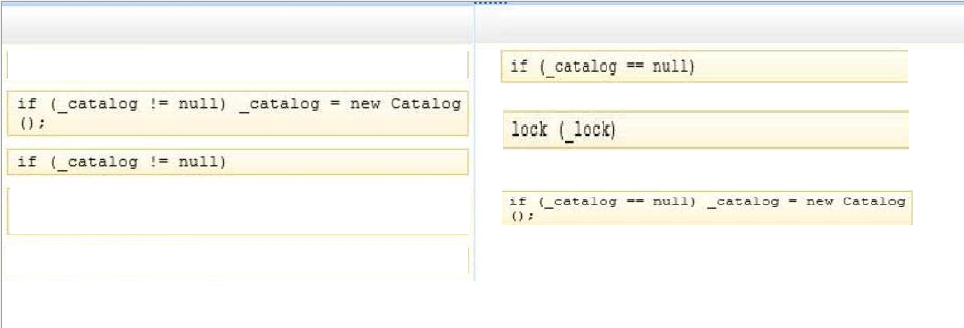 if (_catalog != null) _catalog = new Catalog
();
if (_catalog != null)
if (_catalog == null)
lock (_lock)
if (_catalog == null) _catalog = new Catalog
();